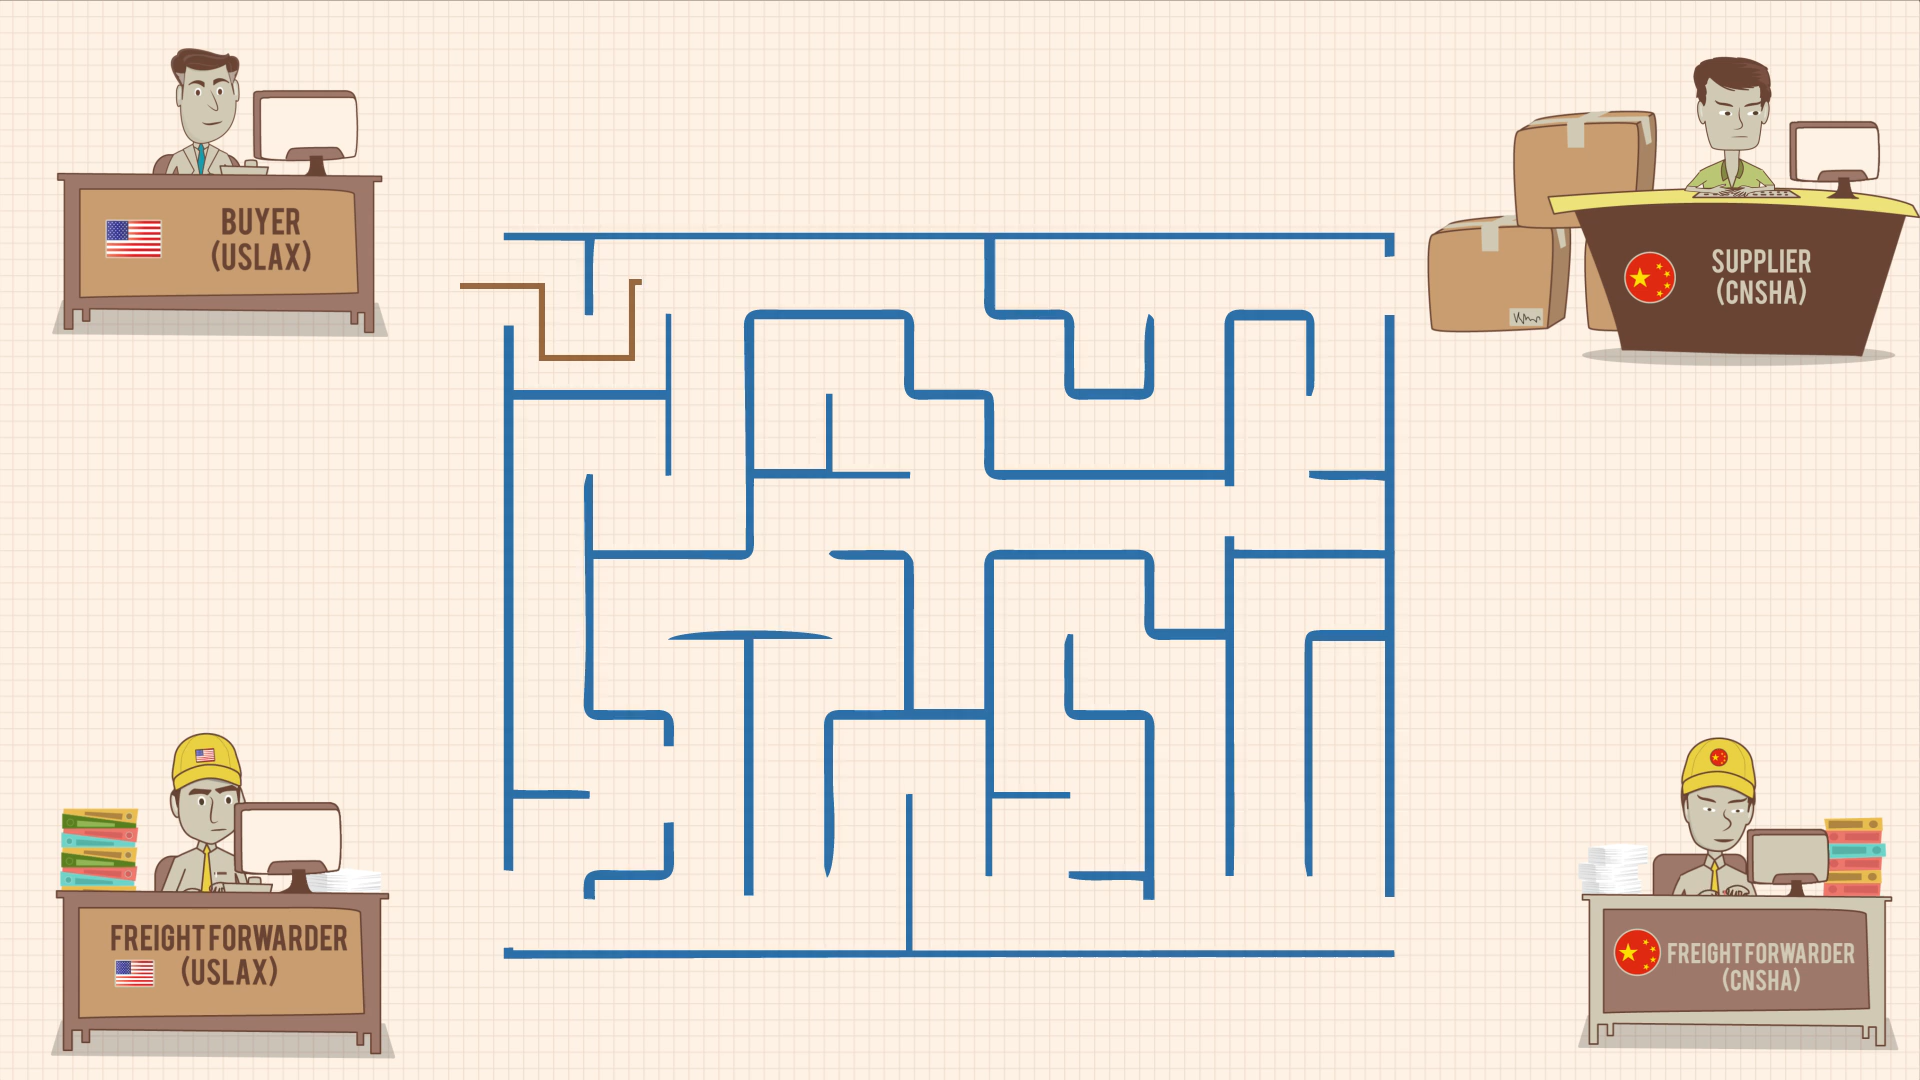 BUYER
(USLAX)
SUPPLIER
(CNSHA)
FREIGHT FORWARDER
(USLAX)
FREIGHT FORWARDER
(CNSHA)